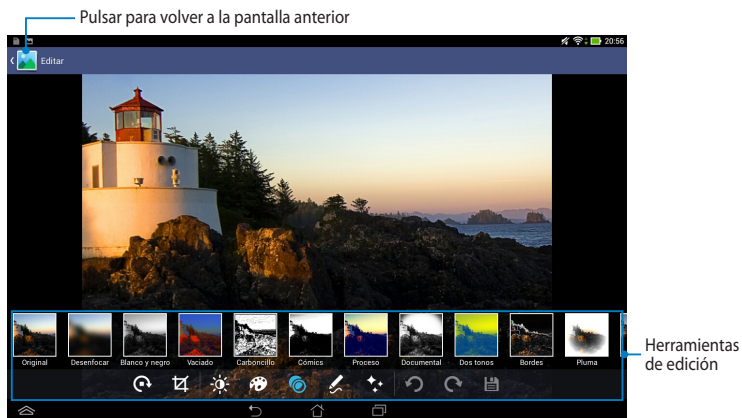 Pulsar para volver a la pantalla anterior
20:56
Editar
Original Desenfocar Blanco y negro Vaciado Carboncillo Cómics Proceso Documental Dos tonos Bordes Pluma
Herramientas
de edición